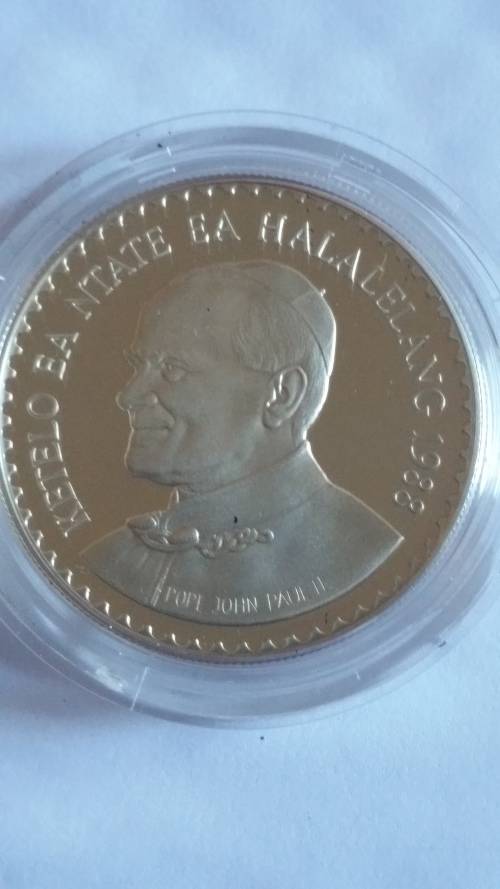 KETELO EA NTATE EA HALALELANG 1988
POPE JOHN PAUL II